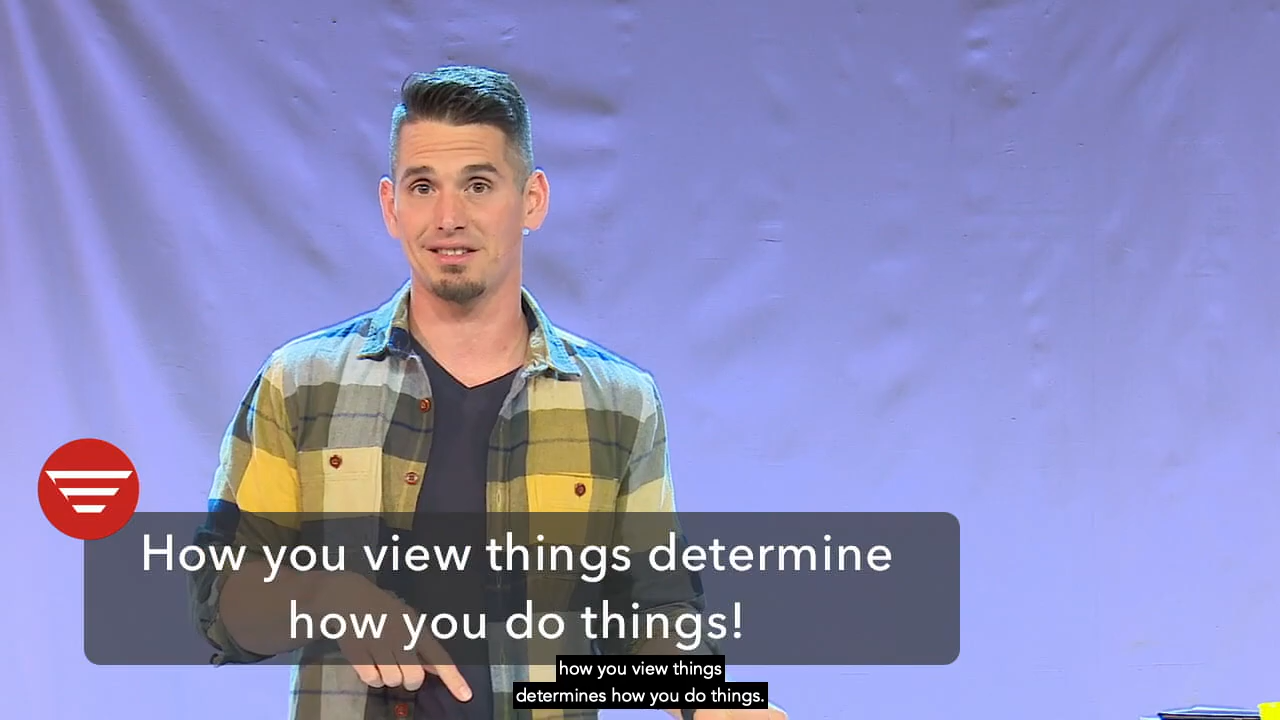 How you view things determine
how you do things!
how you view things
determines how you do things.